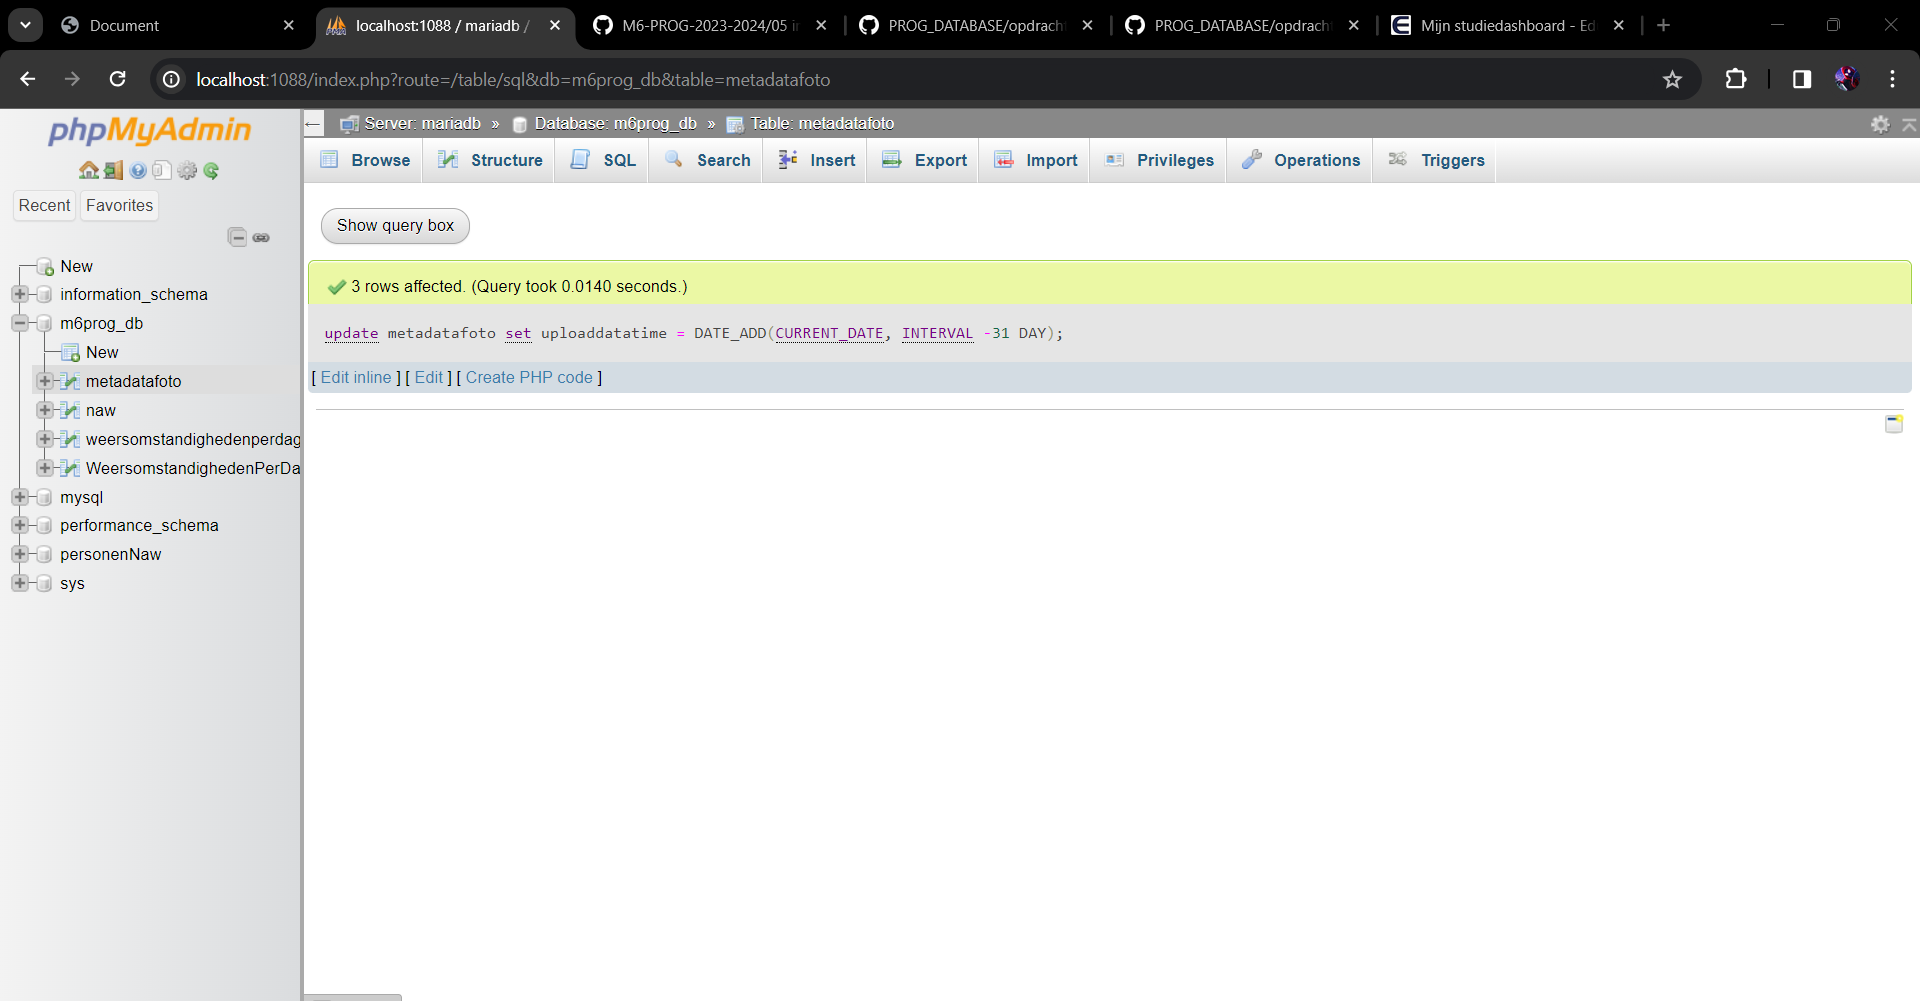 Document
localhost:1088 / mariadb /
M6-PROG-2023-2024/05 in
PROG_DATABASE/opdracht
PROG_DATABASE/opdracht
Mijn studiedashboard - Ed
localhost:1088/index.php?route=/table/sql&db=m6prog_db&table=metadatafoto
phpMyAdmin
Recent
Favorites
New
information_schema
m6prog_db
New
metadatafoto
naw
weersomstandighedenperdag
WeersomstandighedenPerDa
mysql
performance_schema
personenNaw
sys
Server: mariadb » Database: m6prog_db » Table: metadatafoto
Browse
Structure
SQL
Search
Insert
Export
Import
Privileges
Operations
Triggers
Show query box
3 rows affected. (Query took 0.0140 seconds.)
update metadatafoto set uploaddatatime = DATE_ADD(CURRENT_DATE, INTERVAL -31 DAY);
[ Edit inline ] [ Edit ] [ Create PHP code ]